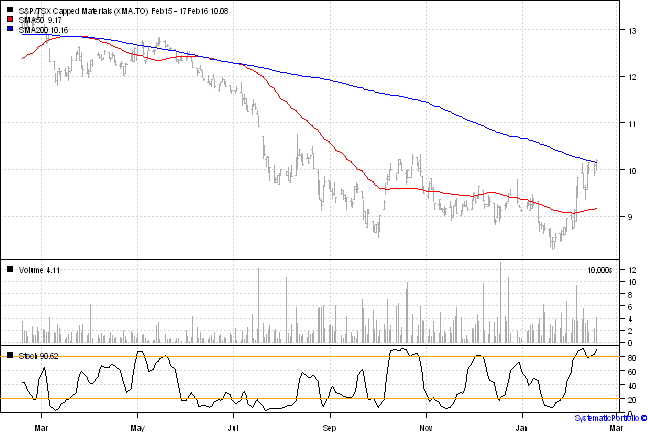 S&P/TSX Capped Materials (XMA.TO) Feb15 - 17Feb16 10.08
SMA50 9.17
SMA200 10.16
13
12
11
10
9
Volume 4.11
10,000s
12
10
8
6
4
2
0
Stoch 90.62
80
60
40
20
0
Mar May Jul Sep Nov Jan Mar
SystematicPortfolio ©